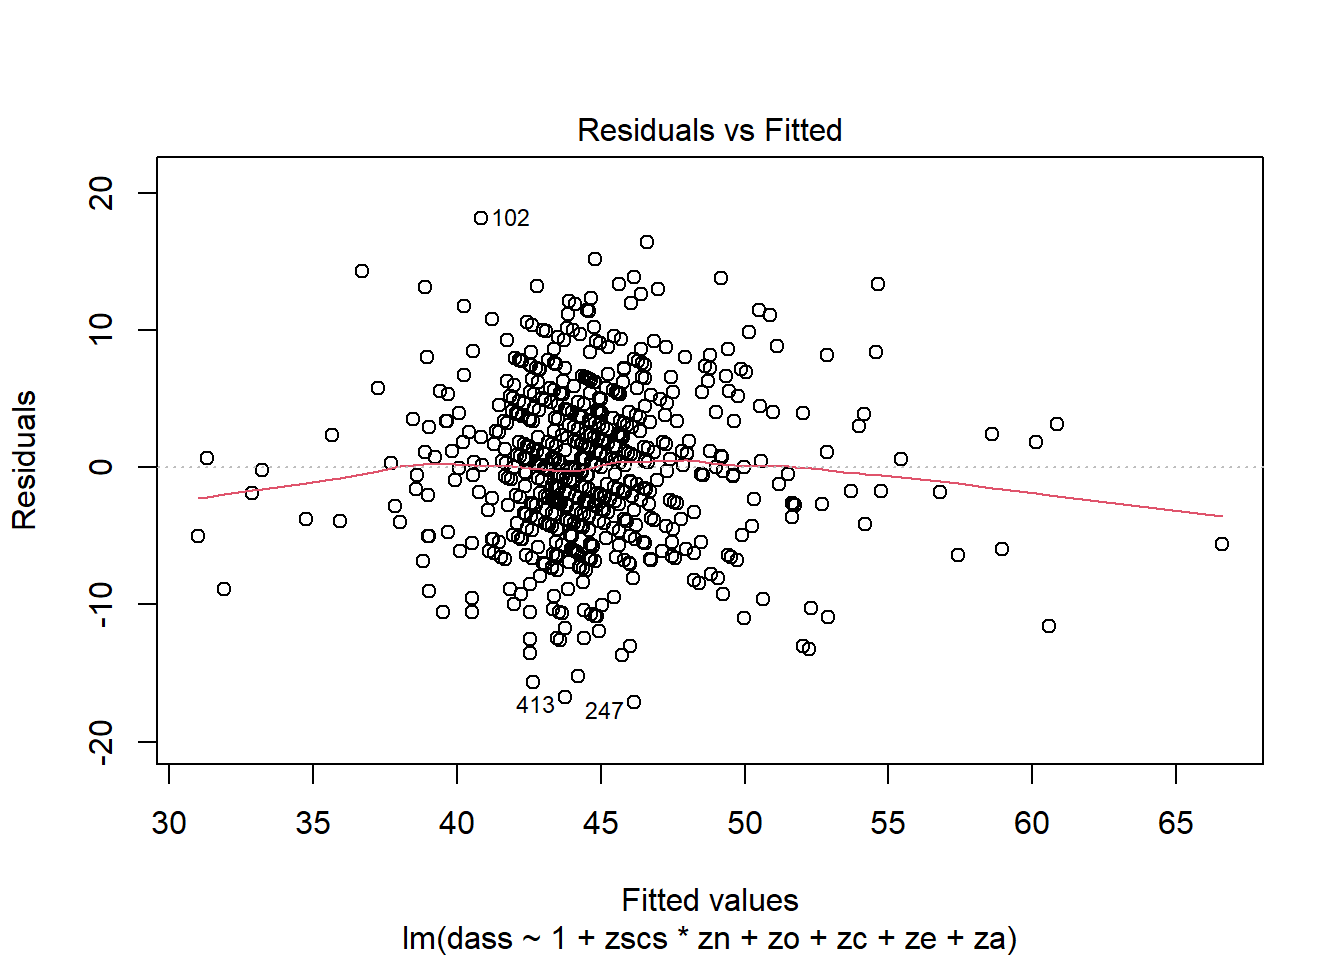 Residuals vs Fitted
Residuals
20
10
0
-10
-20
102
413
247
30 35 40 45 50 55 60 65
Fitted values
lm(dass ~ 1 + zscs * zn + zo + zc + ze + za)